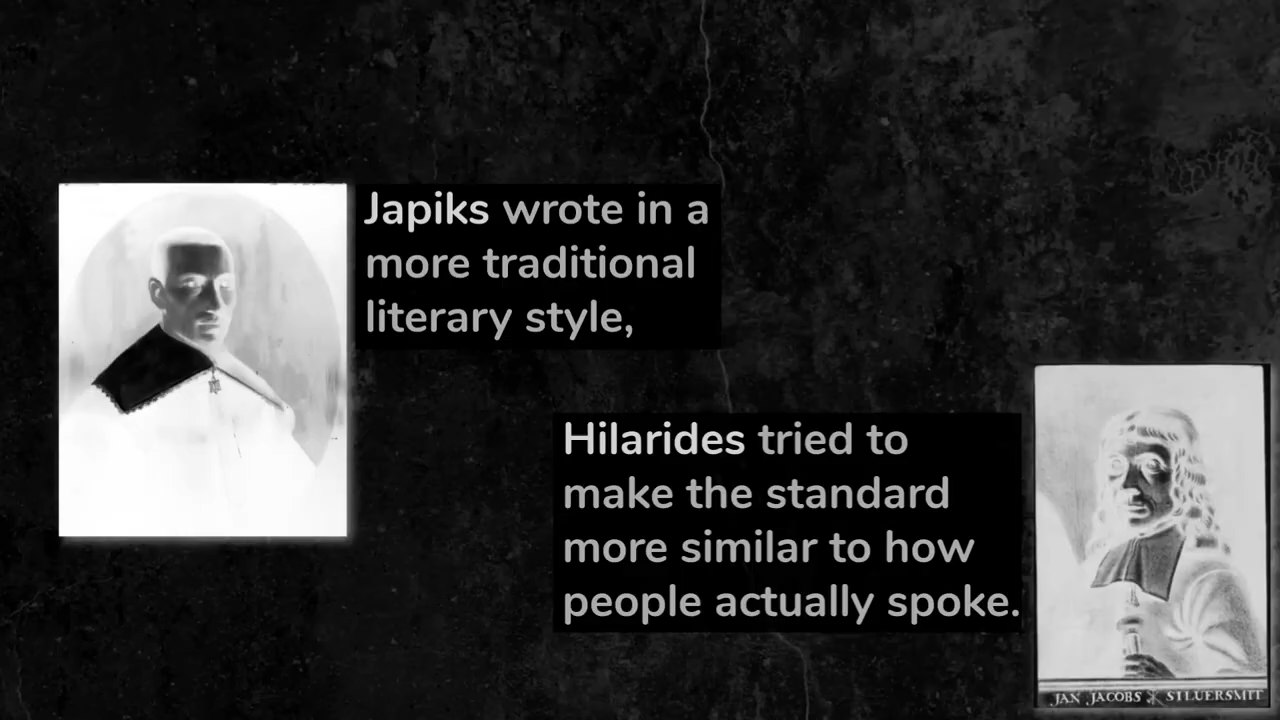 Japiks wrote in a
more traditional
literary style,
Hilarides tried to
make the standard
more similar to how
people actually spoke.
JAN JACOBS STLUERSMIT